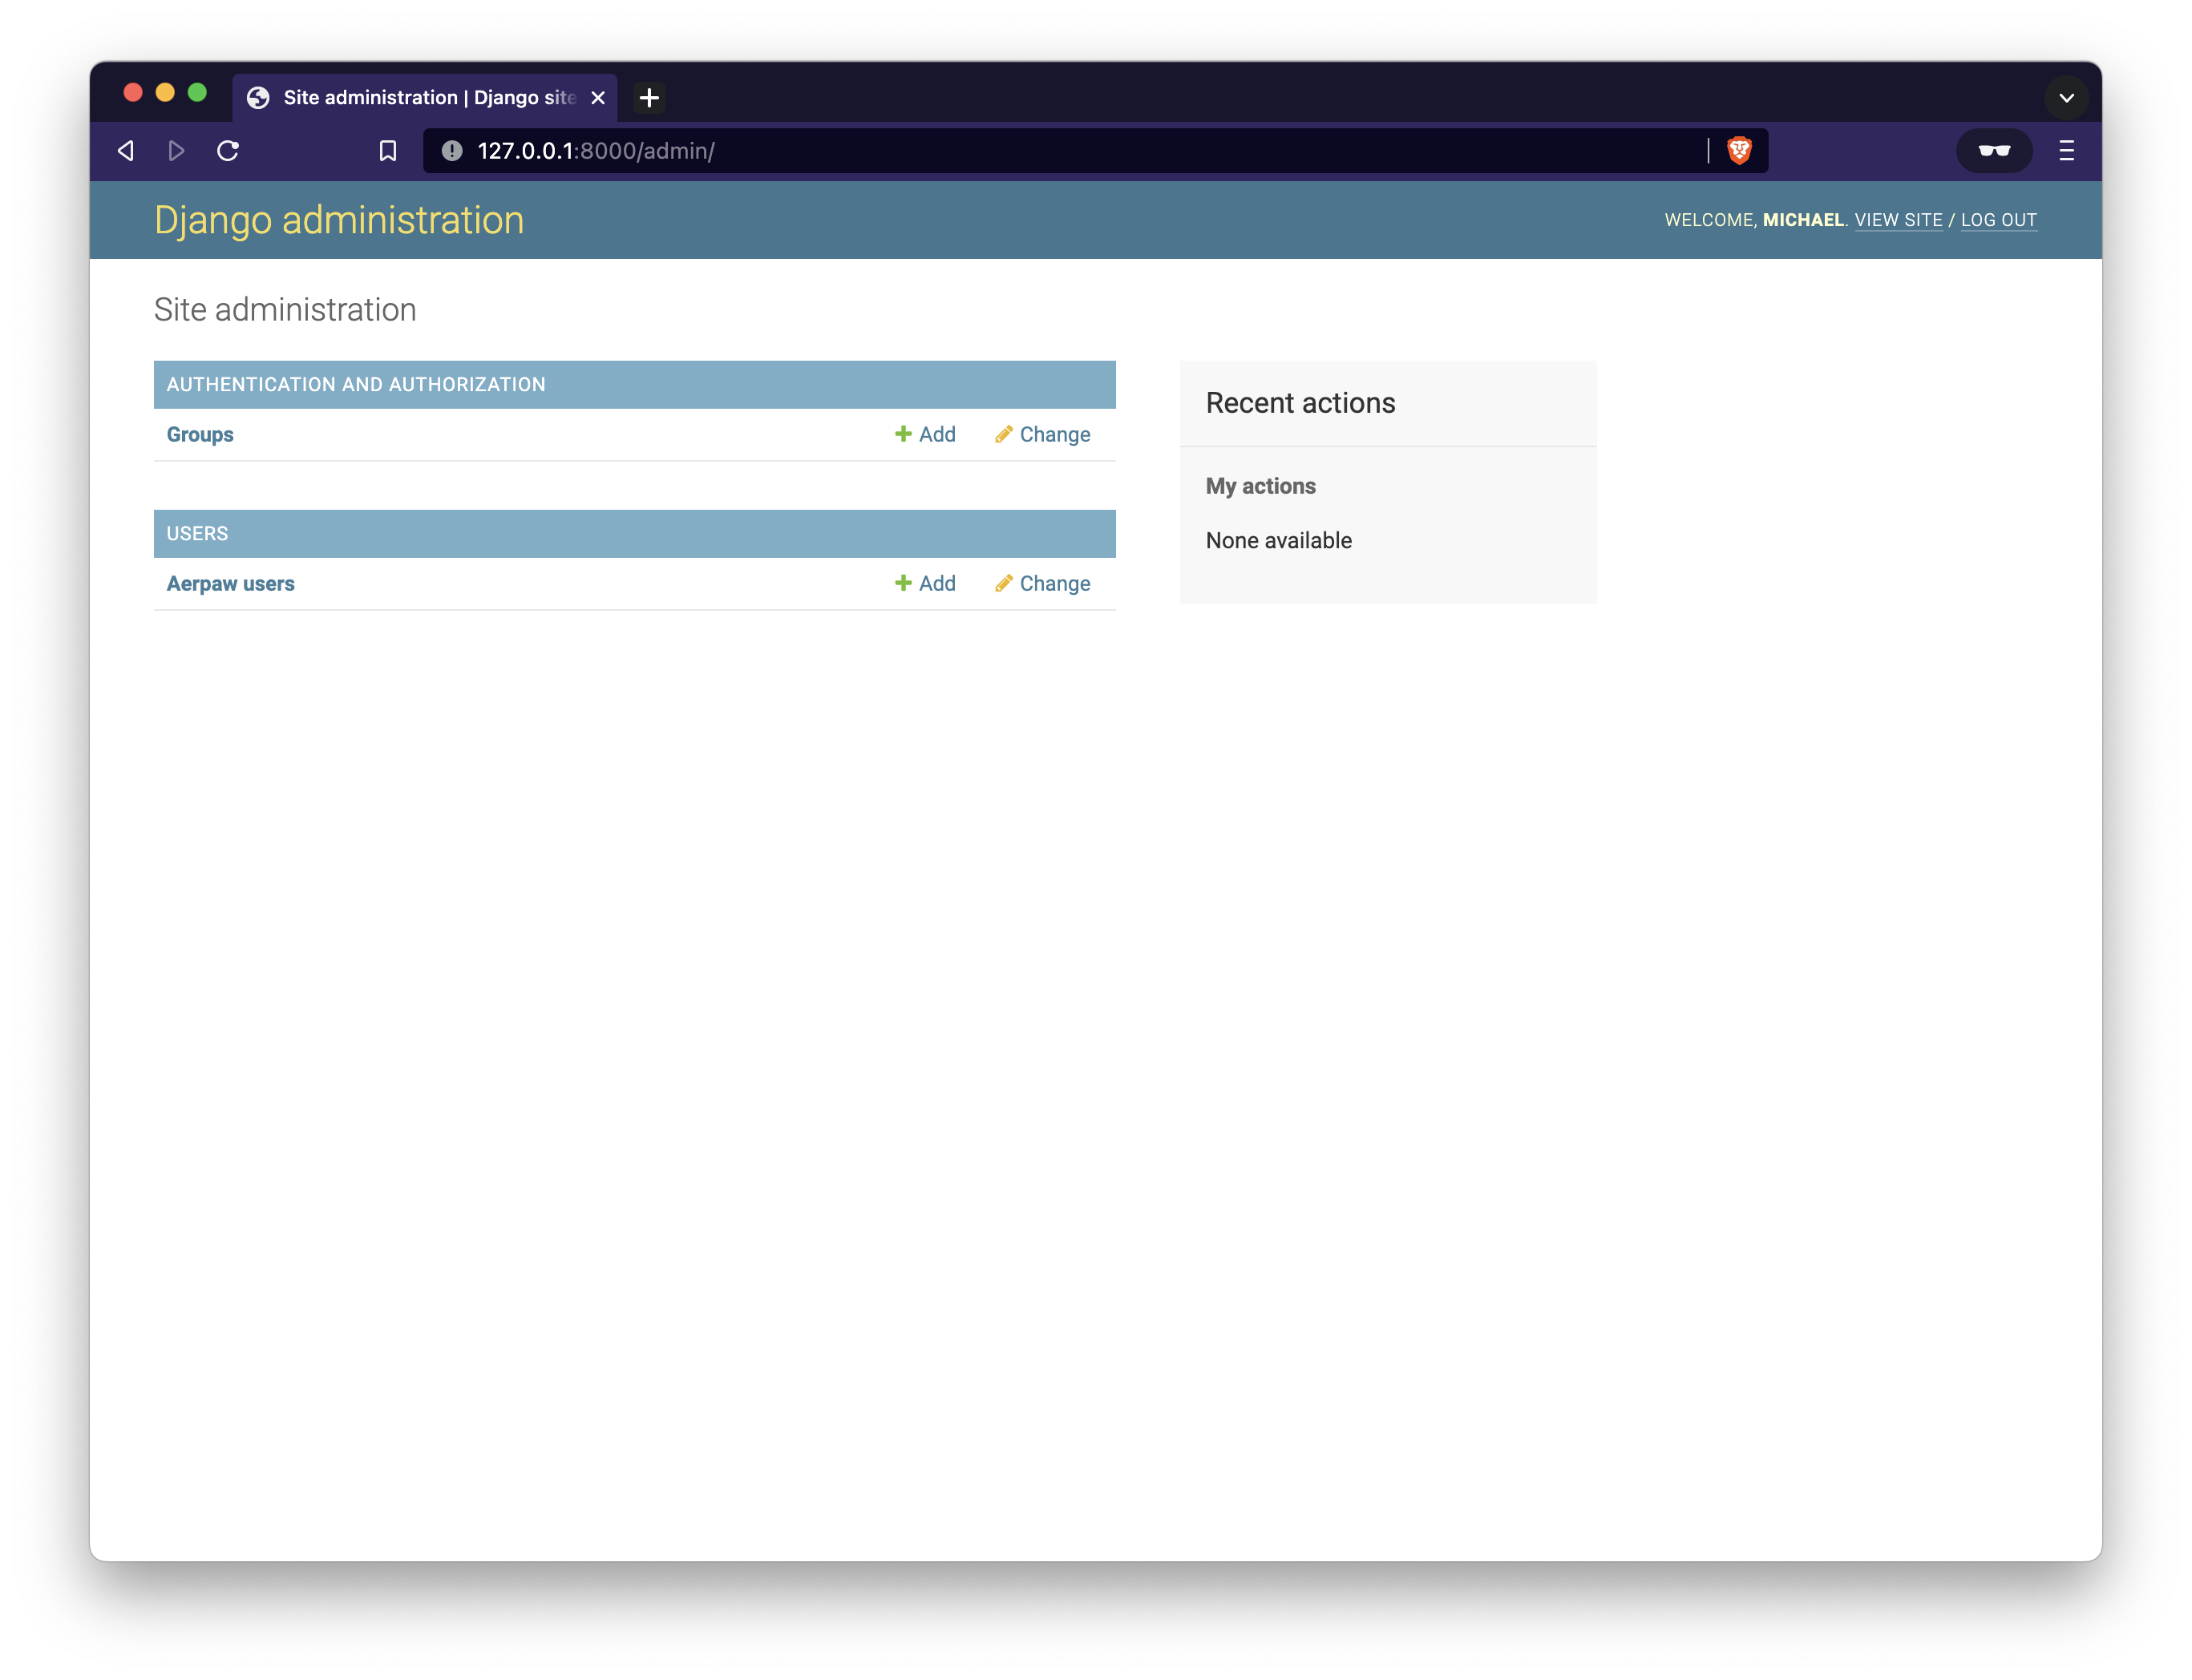 Site administration | Django site
127.0.0.1:8000/admin/
Django administration
WELCOME, MICHAEL. VIEW SITE / LOG OUT
Site administration
AUTHENTICATION AND AUTHORIZATION
Groups Add Change
USERS
Aerpaw users Add Change
Recent actions
My actions
None available